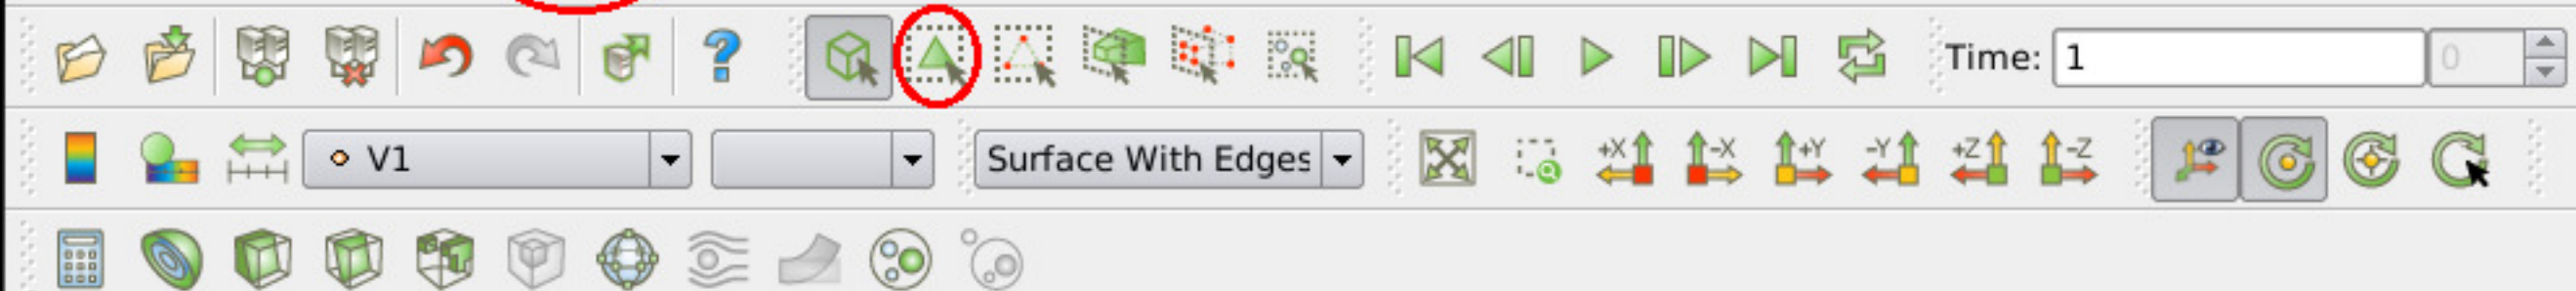 Time: 1 0
V1 Surface With Edges +X -X +Y -Y +Z -Z